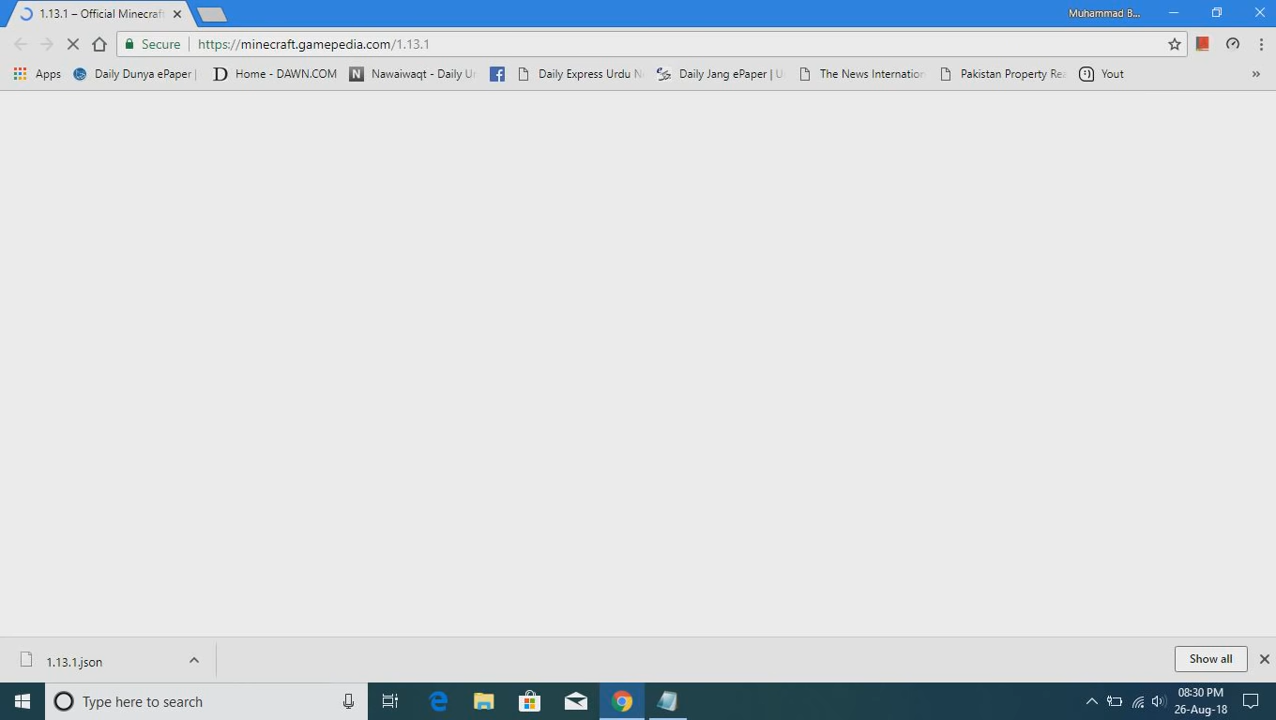 1.13.1 – Official Minecraft
Muhammad B...
Secure
https://minecraft.gamepedia.com/1.13.1
Apps
Daily Dunya ePaper
Home - DAWN.COM
N
Nawaiwaqt - Daily U
Daily Express Urdu N
Daily Jang ePaper | U
The News Internation
Pakistan Property Rea
Yout
»
1.13.1.json
Show all
Type here to search
08:30 PM
26-Aug-18